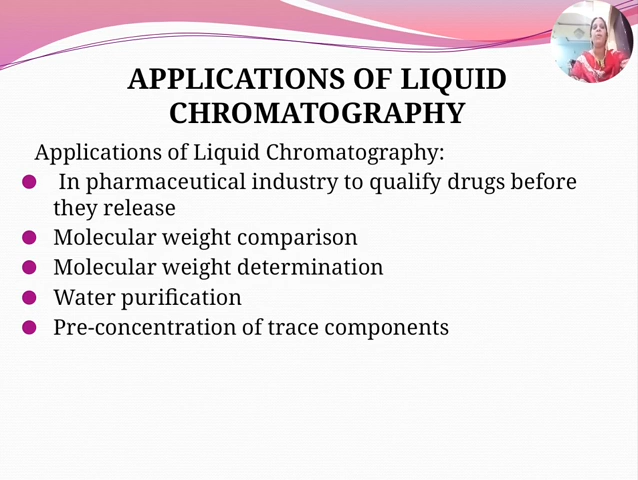 APPLICATIONS OF LIQUID
CHROMATOGRAPHY
Applications of Liquid Chromatography:
In pharmaceutical industry to qualify drugs before
they release
Molecular weight comparison
Molecular weight determination
Water purification
Pre-concentration of trace components